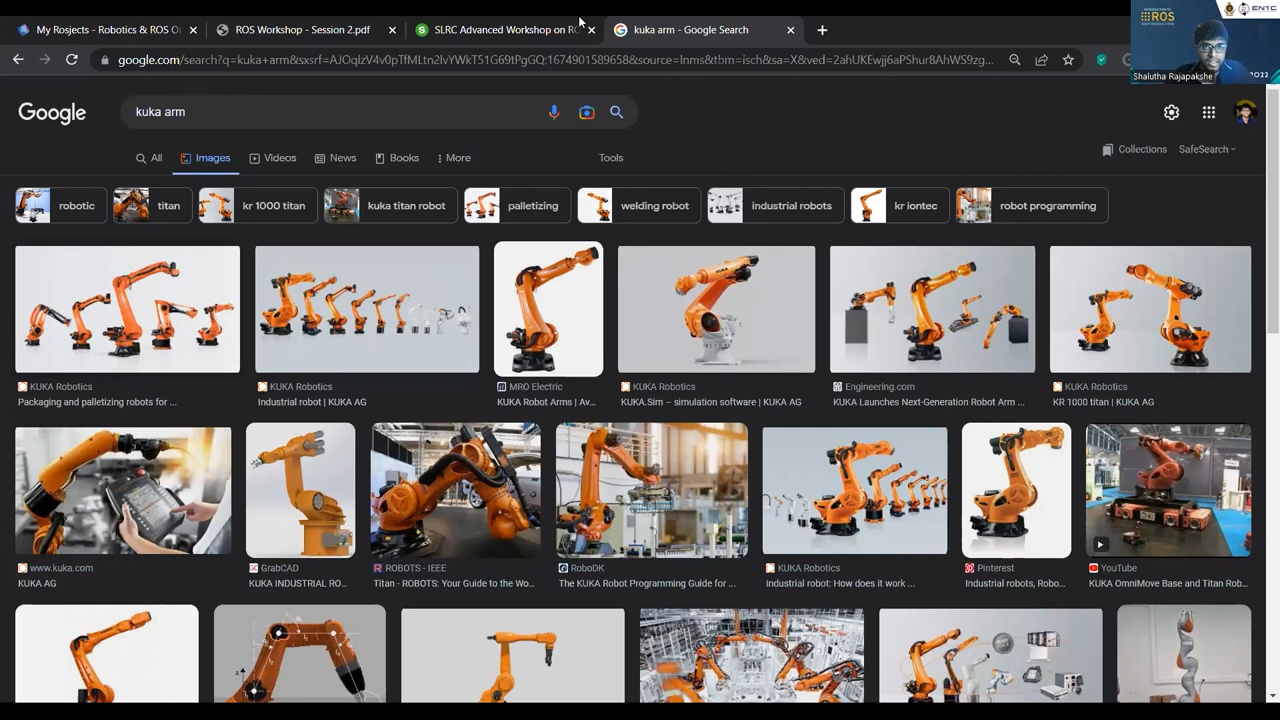 My Rosjects - Robotics & ROS O
ROS Workshop - Session 2.pdf
SLRC Advanced Workshop on RO
kuka arm - Google Search
google.com/search?q=kuka+arm&sxsrf=AJOqlzV4v0pTfMLtn2lvYWkT51G69tPgGQ:1674901589658&source=lnms&tbm=isch&sa=X&ved=2ahUKEwjj6aPShur8AhWS9zg...
INTRODUCTION TO
ROS
ENTC
Shalutha Rajapakshe
2022
Google
kuka arm
All
Images
Videos
News
Books
More
Tools
Collections
SafeSearch
robotic
titan
kr 1000 titan
kuka titan robot
palletizing
welding robot
industrial robots
kr iontec
robot programming
KUKA Robotics
Packaging and palletizing robots for ...
KUKA Robotics
Industrial robot | KUKA AG
MRO Electric
KUKA Robot Arms | Av...
KUKA Robotics
KUKA.Sim – simulation software | KUKA AG
Engineering.com
KUKA Launches Next-Generation Robot Arm ...
KUKA Robotics
KR 1000 titan | KUKA AG
www.kuka.com
KUKA AG
GrabCAD
KUKA INDUSTRIAL RO...
ROBOTS - IEEE
Titan - ROBOTS: Your Guide to the Wo...
RoboDK
The KUKA Robot Programming Guide for ...
KUKA Robotics
Industrial robot: How does it work ...
Pinterest
Industrial robots, Robo...
YouTube
KUKA OmniMove Base and Titan Rob...